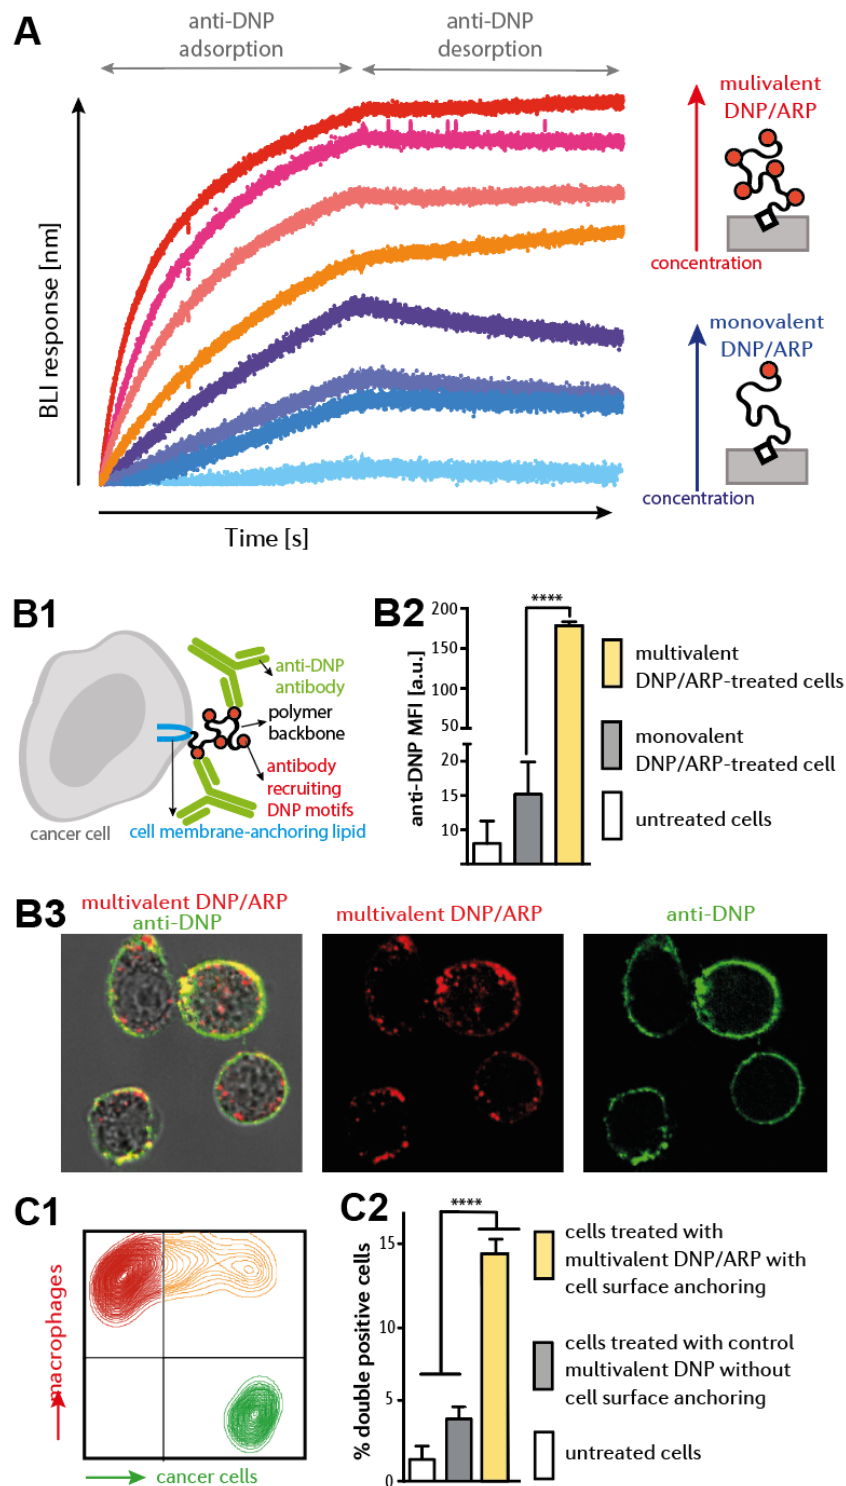 A
anti-DNP
adsorption
anti-DNP
desorption
BLI response [nm]
Time [s]
mulivalent
DNP/ARP
concentration
monovalent
DNP/ARP
concentration
B1
anti-DNP
antibody
polymer
backbone
antibody
recruiting
DNP motifs
cancer cell
cell membrane-anchoring lipid
B2
****
anti-DNP MFI [a.u.]
200
150
100
50
20
15
10
multivalent
DNP/ARP-treated cells
monovalent
DNP/ARP-treated cell
untreated cells
B3
multivalent DNP/ARP
anti-DNP
multivalent DNP/ARP
anti-DNP
C1
macrophages
cancer cells
C2
****
% double positive cells
15
10
5
0
cells treated with
multivalent DNP/ARP with
cell surface anchoring
cells treated with control
multivalent DNP without
cell surface anchoring
untreated cells